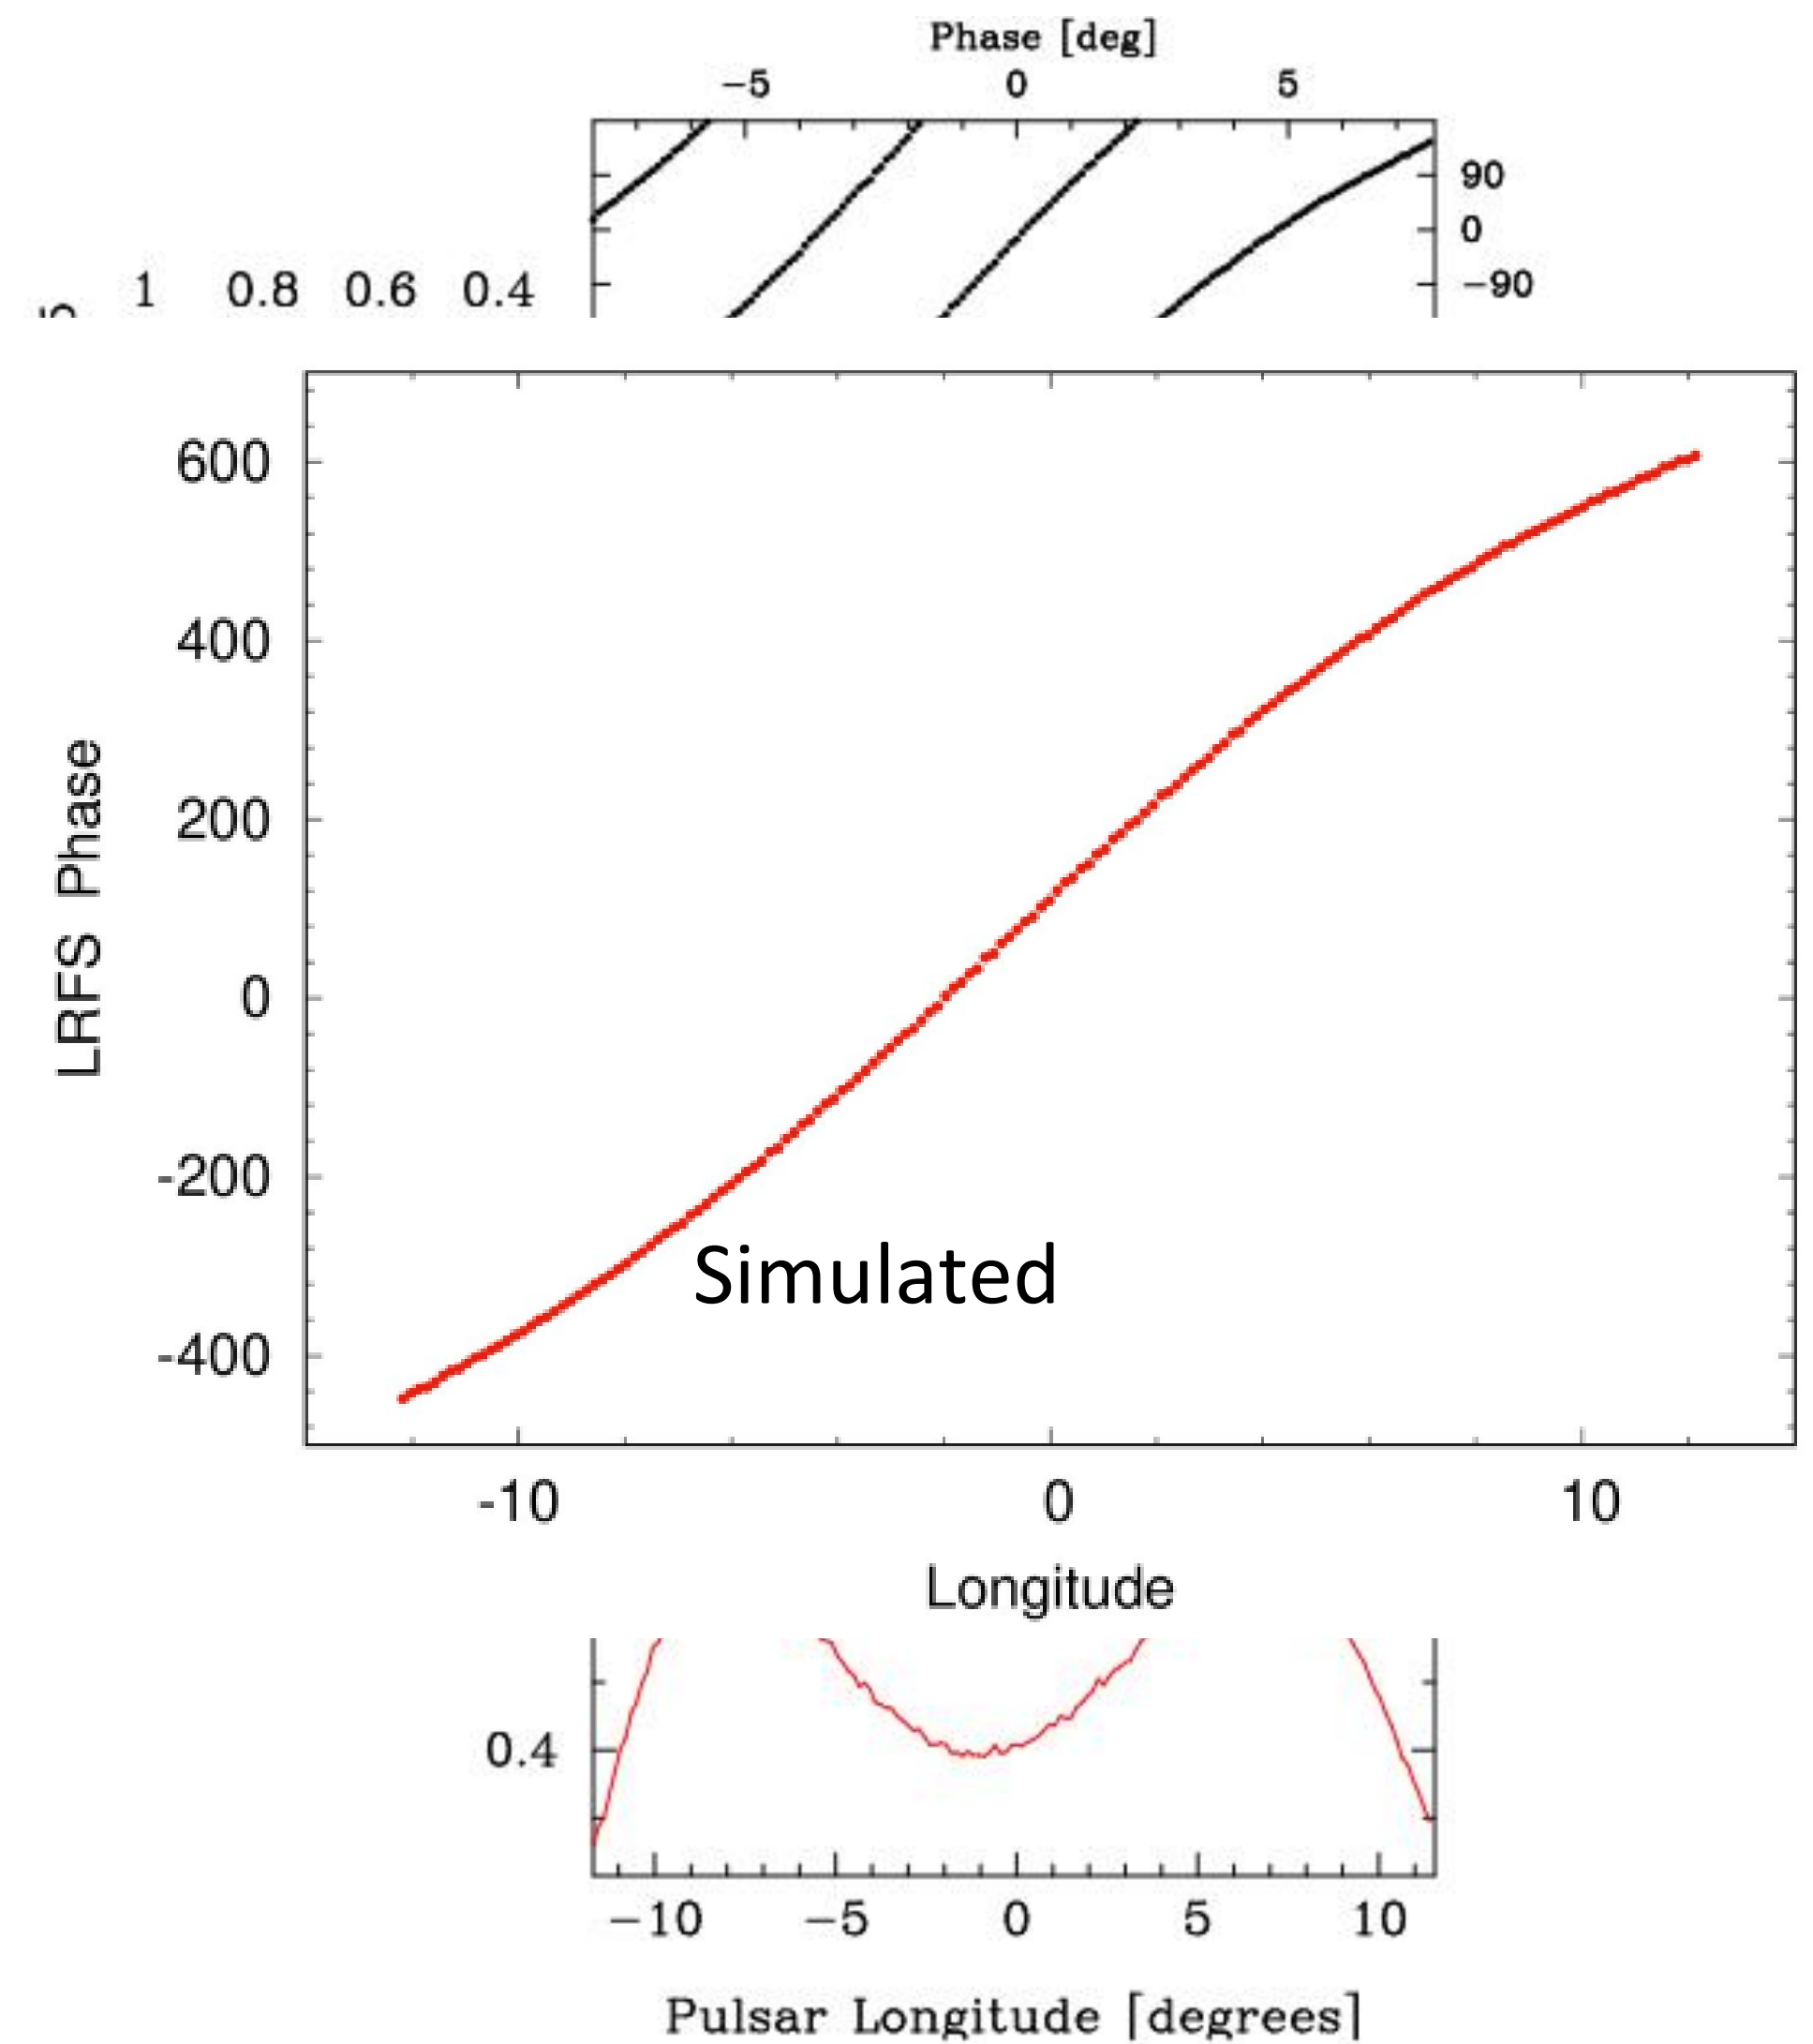 Phase [deg]
−5 0 5
90
0
−90
1 0.8 0.6 0.4
600
400
200
0
-200
-400
LRFS Phase
Simulated
-10 0 10
Longitude
0.4
−10 −5 0 5 10
Pulsar Longitude [degrees]